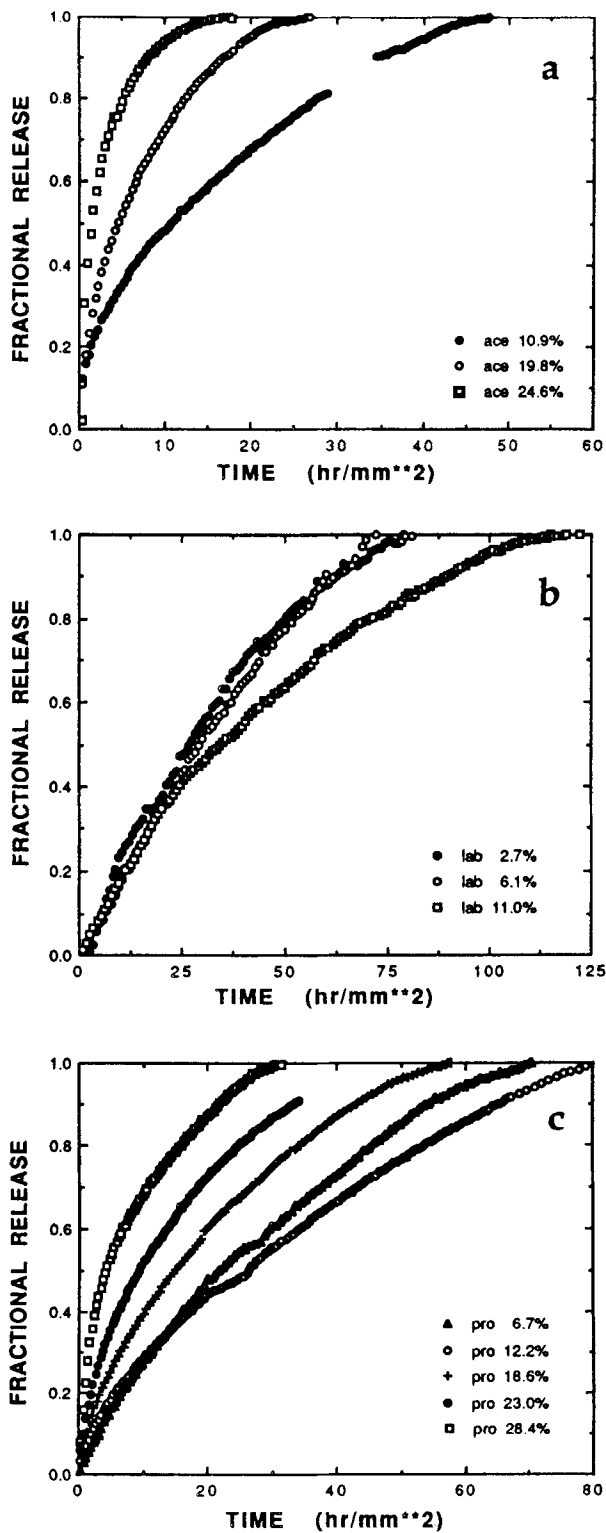 FRACTIONAL RELEASE
1.0
0.8
0.6
0.4
0.2
0.0
a
ace 10.9%
ace 19.8%
ace 24.6%
0 10 20 30 40 50 60
TIME (hr/mm**2)
FRACTIONAL RELEASE
1.0
0.8
0.6
0.4
0.2
0.0
b
lab 2.7%
lab 6.1%
lab 11.0%
25 50 75 100 125
TIME (hr/mm**2)
FRACTIONAL RELEASE
1.0
0.8
0.6
0.4
0.2
0.0
c
pro 6.7%
pro 12.2%
pro 18.6%
pro 23.0%
pro 28.4%
0 20 40 60 80
TIME (hr/mm**2)